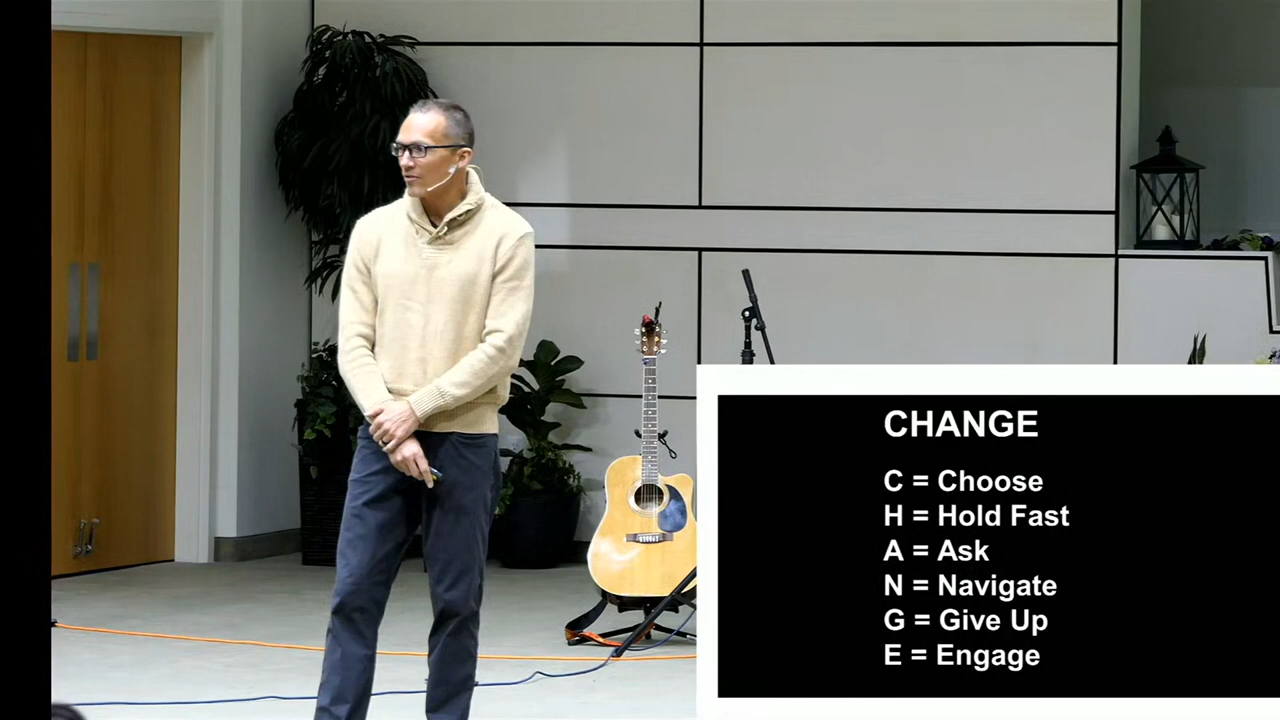 CHANGE
C = Choose
H = Hold Fast
A = Ask
N = Navigate
G = Give Up
E = Engage